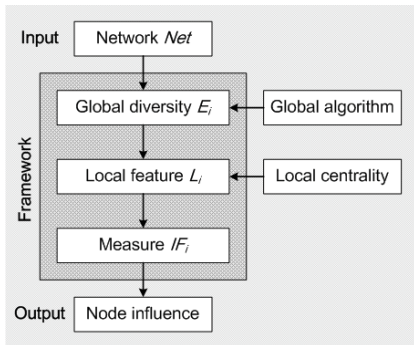 Input
Network Net
Global diversity Ei
Global algorithm
Local feature Li
Local centrality
Measure IFi
Framework
Output
Node influence